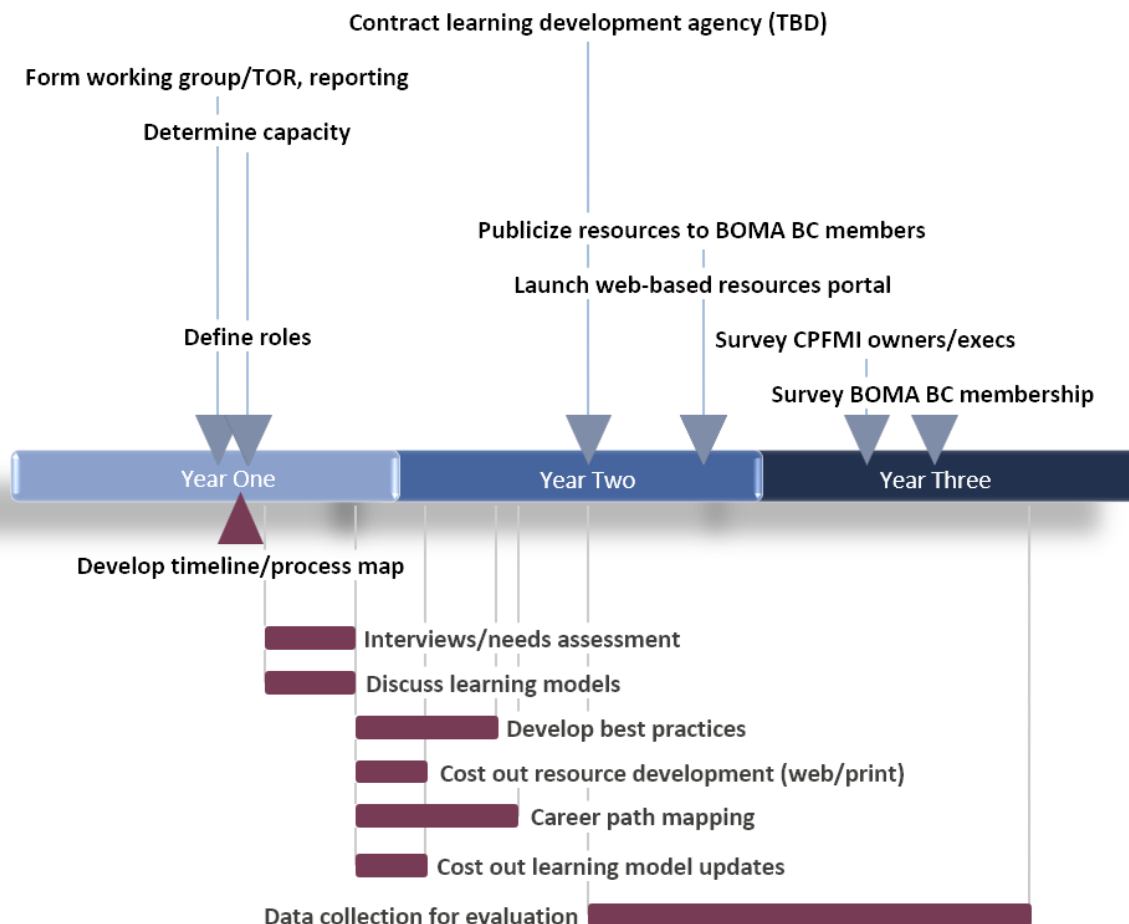 Contract learning development agency (TBD)
Form working group/TOR, reporting
Determine capacity
Publicize resources to BOMA BC members
Launch web-based resources portal
Define roles
Survey CPFMI owners/execs
Survey BOMA BC membership
Year One
Year Two
Year Three
Develop timeline/process map
Interviews/needs assessment
Discuss learning models
Develop best practices
Cost out resource development (web/print)
Career path mapping
Cost out learning model updates
Data collection for evaluation